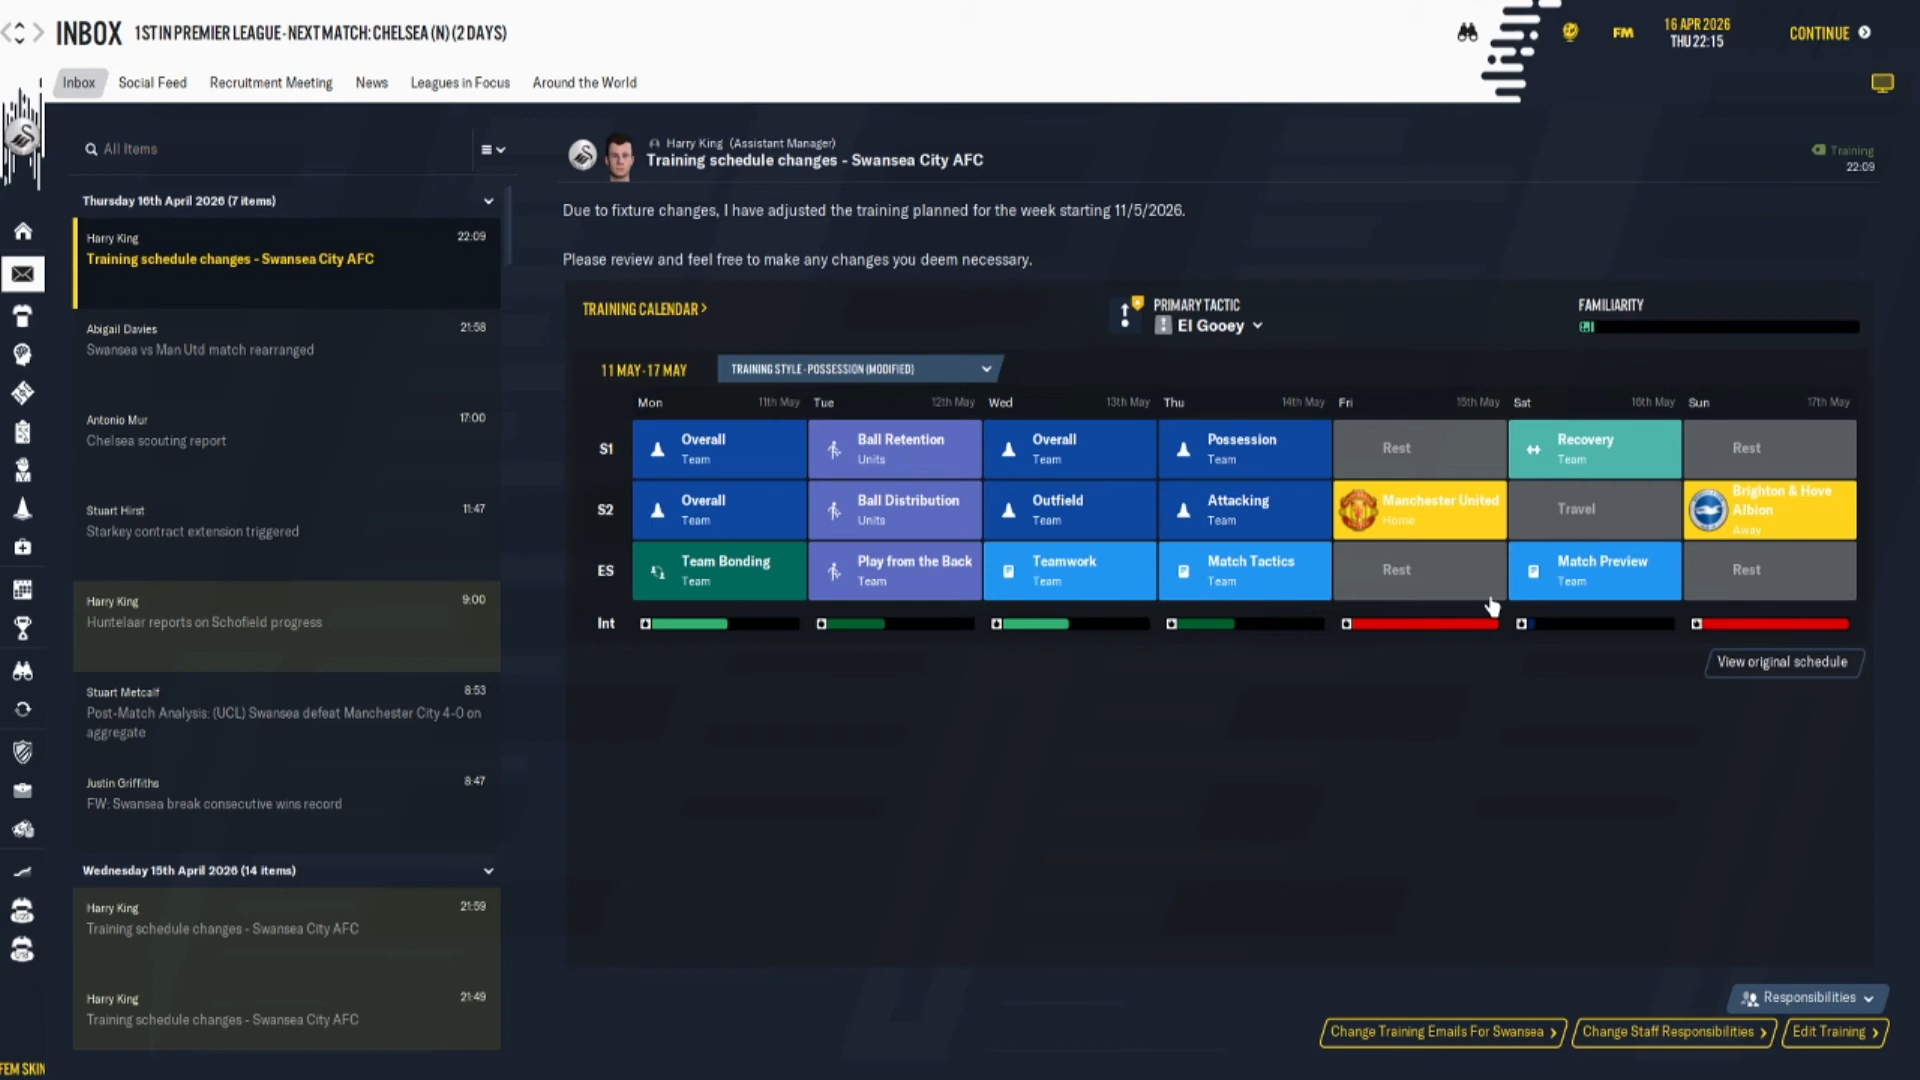 INBOX
1ST IN PREMIER LEAGUE - NEXT MATCH: CHELSEA (N) (2 DAYS)
FM
16 APR 2026
THU 22:15
CONTINUE
Inbox
Social Feed
Recruitment Meeting
News
Leagues in Focus
Around the World
All Items
Thursday 16th April 2026 (7 items)
Harry King
22:09
Training schedule changes - Swansea City AFC
Abigail Davies
21:58
Swansea vs Man Utd match rearranged
Antonio Mur
17:00
Chelsea scouting report
Stuart Hirst
11:47
Starkey contract extension triggered
Harry King
9:00
Huntelaar reports on Schofield progress
Stuart Metcalf
8:53
Post-Match Analysis: (UCL) Swansea defeat Manchester City 4-0 on
aggregate
Justin Griffiths
8:47
FW: Swansea break consecutive wins record
Wednesday 15th April 2026 (14 items)
Harry King
21:59
Training schedule changes - Swansea City AFC
Harry King
21:49
Training schedule changes - Swansea City AFC
FEM SKIN
Harry King (Assistant Manager)
Training schedule changes - Swansea City AFC
Training
22:09
Due to fixture changes, I have adjusted the training planned for the week starting 11/5/2026.
Please review and feel free to make any changes you deem necessary.
TRAINING CALENDAR >
PRIMARY TACTIC
El Gooey
FAMILIARITY
11 MAY - 17 MAY
TRAINING STYLE - POSSESSION (MODIFIED)
Mon 11th May Tue 12th May Wed 13th May Thu 14th May Fri 15th May Sat 16th May Sun 17th May
S1
Overall
Team
Ball Retention
Units
Overall
Team
Possession
Team
Rest
Recovery
Team
Rest
S2
Overall
Team
Ball Distribution
Units
Outfield
Team
Attacking
Team
Manchester United
Home
Travel
Brighton & Hove
Albion
Away
ES
Team Bonding
Team
Play from the Back
Team
Teamwork
Team
Match Tactics
Team
Rest
Match Preview
Team
Rest
Int
View original schedule
Responsibilities
Change Training Emails For Swansea >
Change Staff Responsibilities >
Edit Training >